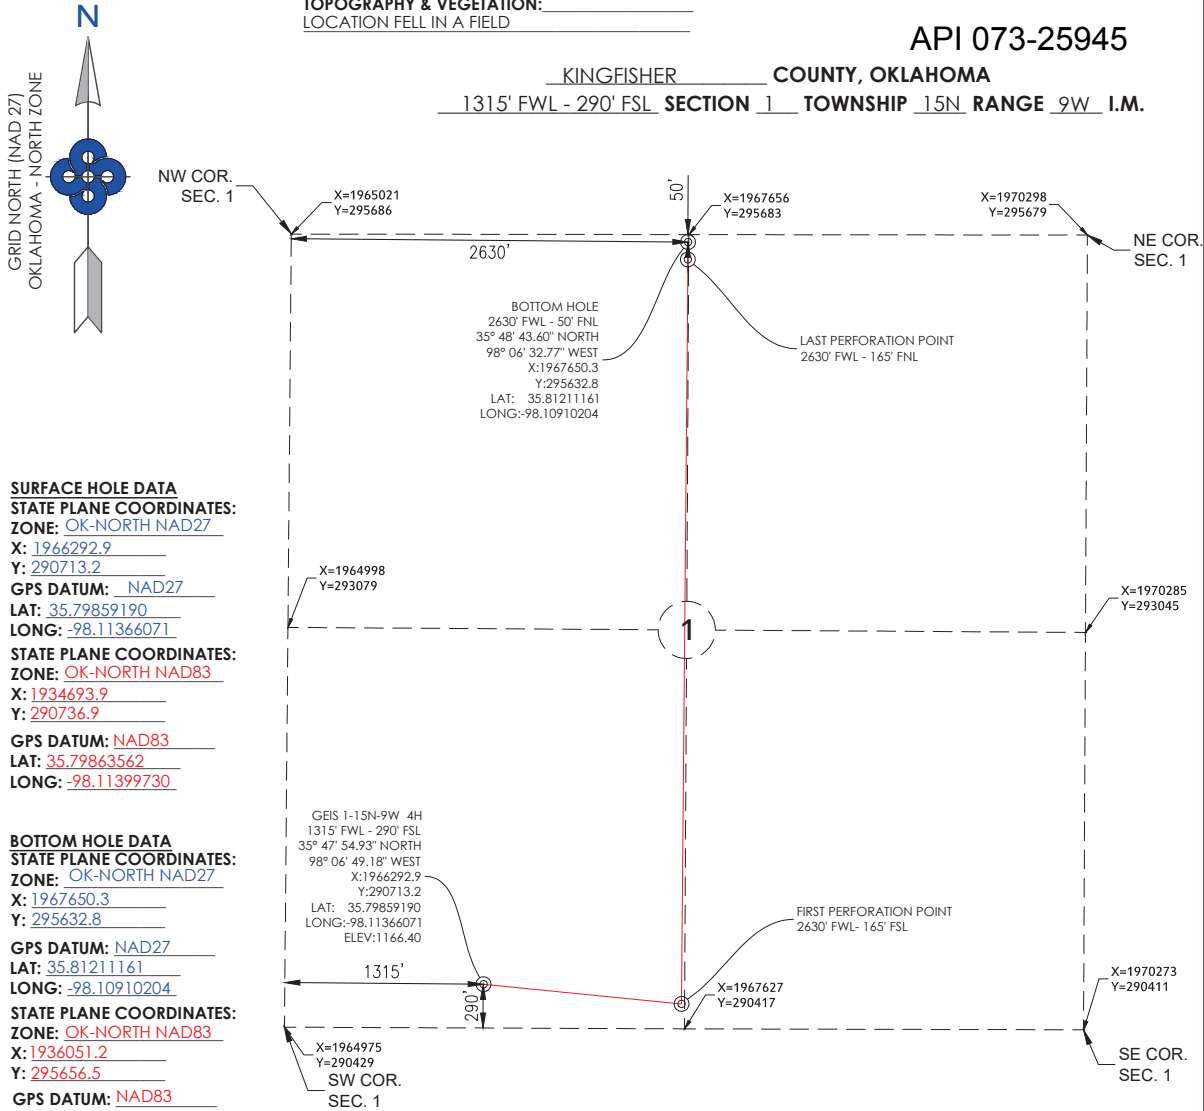 TOPOGRAPHY & VEGETATION:
LOCATION FELL IN A FIELD
API 073-25945
KINGFISHER COUNTY, OKLAHOMA
1315' FWL - 290' FSL SECTION 1 TOWNSHIP 15N RANGE 9W I.M.
N
GRID NORTH (NAD 27)
OKLAHOMA - NORTH ZONE
NW COR.
SEC. 1
X=1965021
Y=295686
50'
X=1967656
Y=295683
X=1970298
Y=295679
NE COR.
SEC. 1
2630'
BOTTOM HOLE
2630' FWL - 50' FNL
35° 48' 43.60" NORTH
98° 06' 32.77" WEST
X:1967650.3
Y:295632.8
LAT: 35.81211161
LONG:-98.10910204
LAST PERFORATION POINT
2630' FWL - 165' FNL
SURFACE HOLE DATA
STATE PLANE COORDINATES:
ZONE: OK-NORTH NAD27
X: 1966292.9
Y: 290713.2
GPS DATUM: NAD27
LAT: 35.79859190
LONG: -98.11366071
STATE PLANE COORDINATES:
ZONE: OK-NORTH NAD83
X: 1934693.9
Y: 290736.9
GPS DATUM: NAD83
LAT: 35.79863562
LONG: -98.11399730
X=1964998
Y=293079
1
X=1970285
Y=293045
BOTTOM HOLE DATA
STATE PLANE COORDINATES:
ZONE: OK-NORTH NAD27
X: 1967650.3
Y: 295632.8
GPS DATUM: NAD27
LAT: 35.81211161
LONG: -98.10910204
STATE PLANE COORDINATES:
ZONE: OK-NORTH NAD83
X: 1936051.2
Y: 295656.5
GPS DATUM: NAD83
GEIS 1-15N-9W 4H
1315' FWL - 290' FSL
35° 47' 54.93" NORTH
98° 06' 49.18" WEST
X:1966292.9
Y:290713.2
LAT: 35.79859190
LONG:-98.11366071
ELEV:1166.40
1315'
290'
FIRST PERFORATION POINT
2630' FWL- 165' FSL
X=1967627
Y=290417
X=1970273
Y=290411
X=1964975
Y=290429
SW COR.
SEC. 1
SE COR.
SEC. 1